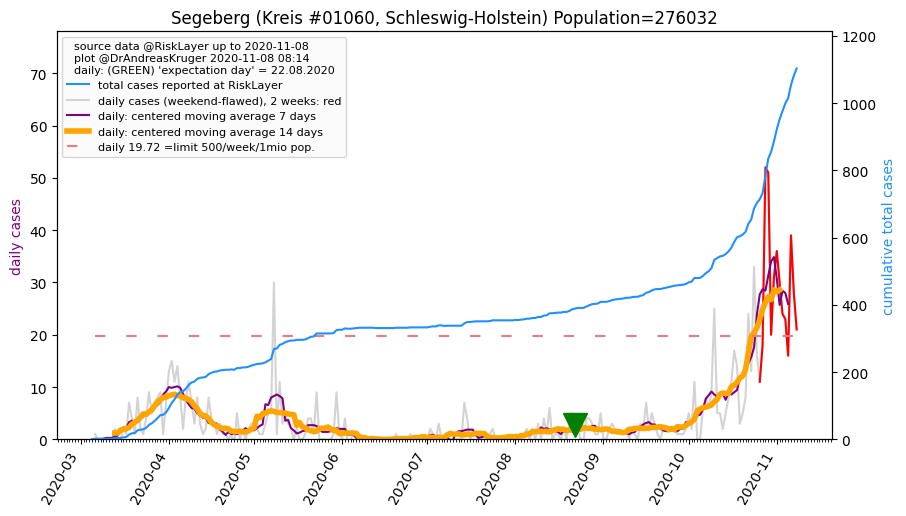 Segeberg (Kreis #01060, Schleswig-Holstein) Population=276032
source data @RiskLayer up to 2020-11-08
plot @DrAndreasKruger 2020-11-08 08:14
daily: (GREEN) 'expectation day' = 22.08.2020
total cases reported at RiskLayer
daily cases (weekend-flawed), 2 weeks: red
daily: centered moving average 7 days
daily: centered moving average 14 days
daily 19.72 =limit 500/week/1mio pop.
daily cases
70
60
50
40
30
20
10
0
cumulative total cases
1200
1000
800
600
400
200
0
2020-03
2020-04
2020-05
2020-06
2020-07
2020-08
2020-09
2020-10
2020-11